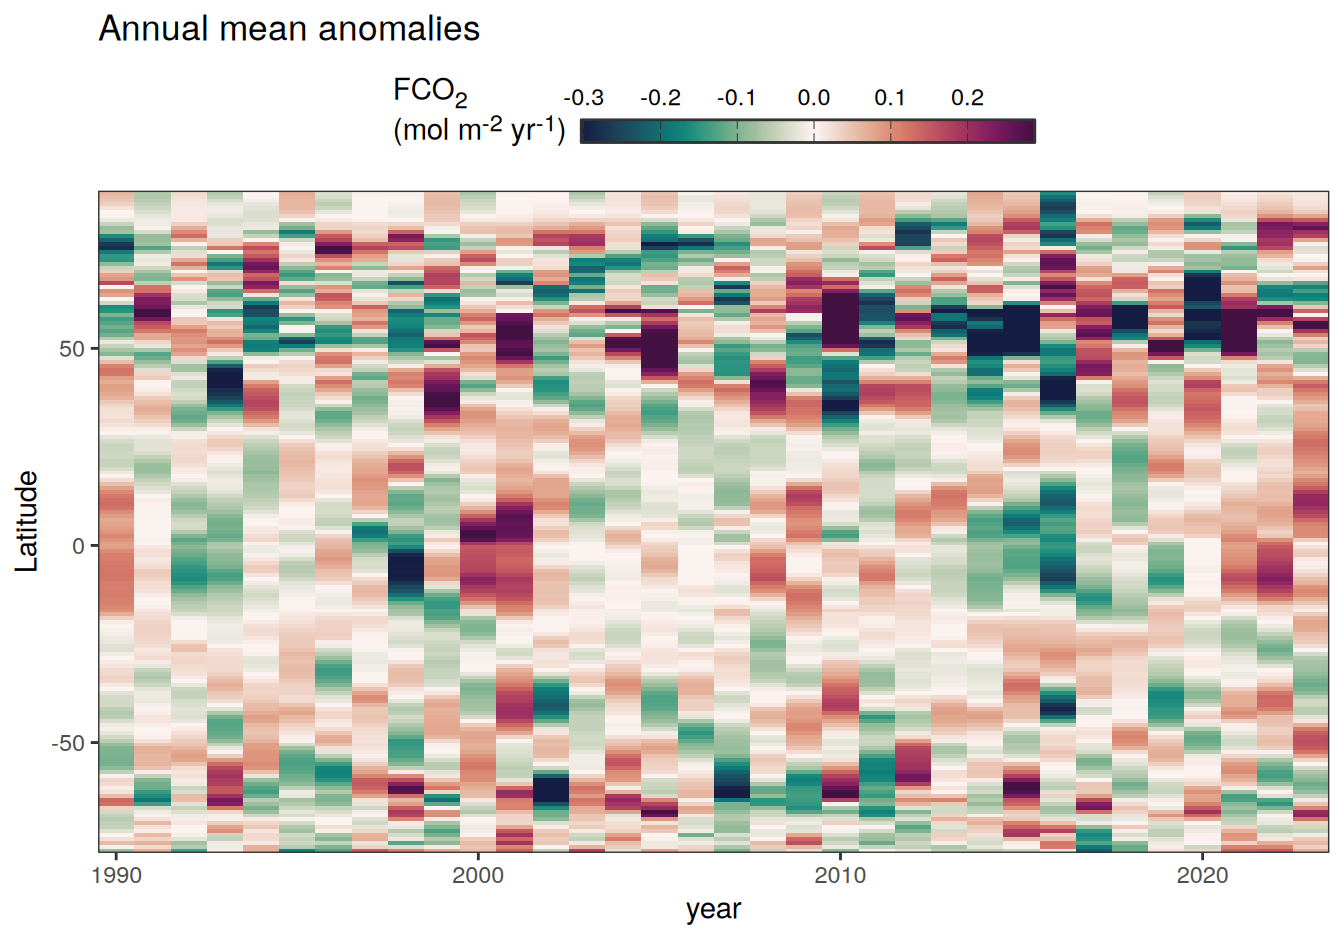 Annual mean anomalies
FCO₂
(mol m⁻² yr⁻¹)
-0.3 -0.2 -0.1 0.0 0.1 0.2
Latitude
50
0
-50
1990 2000 2010 2020
year